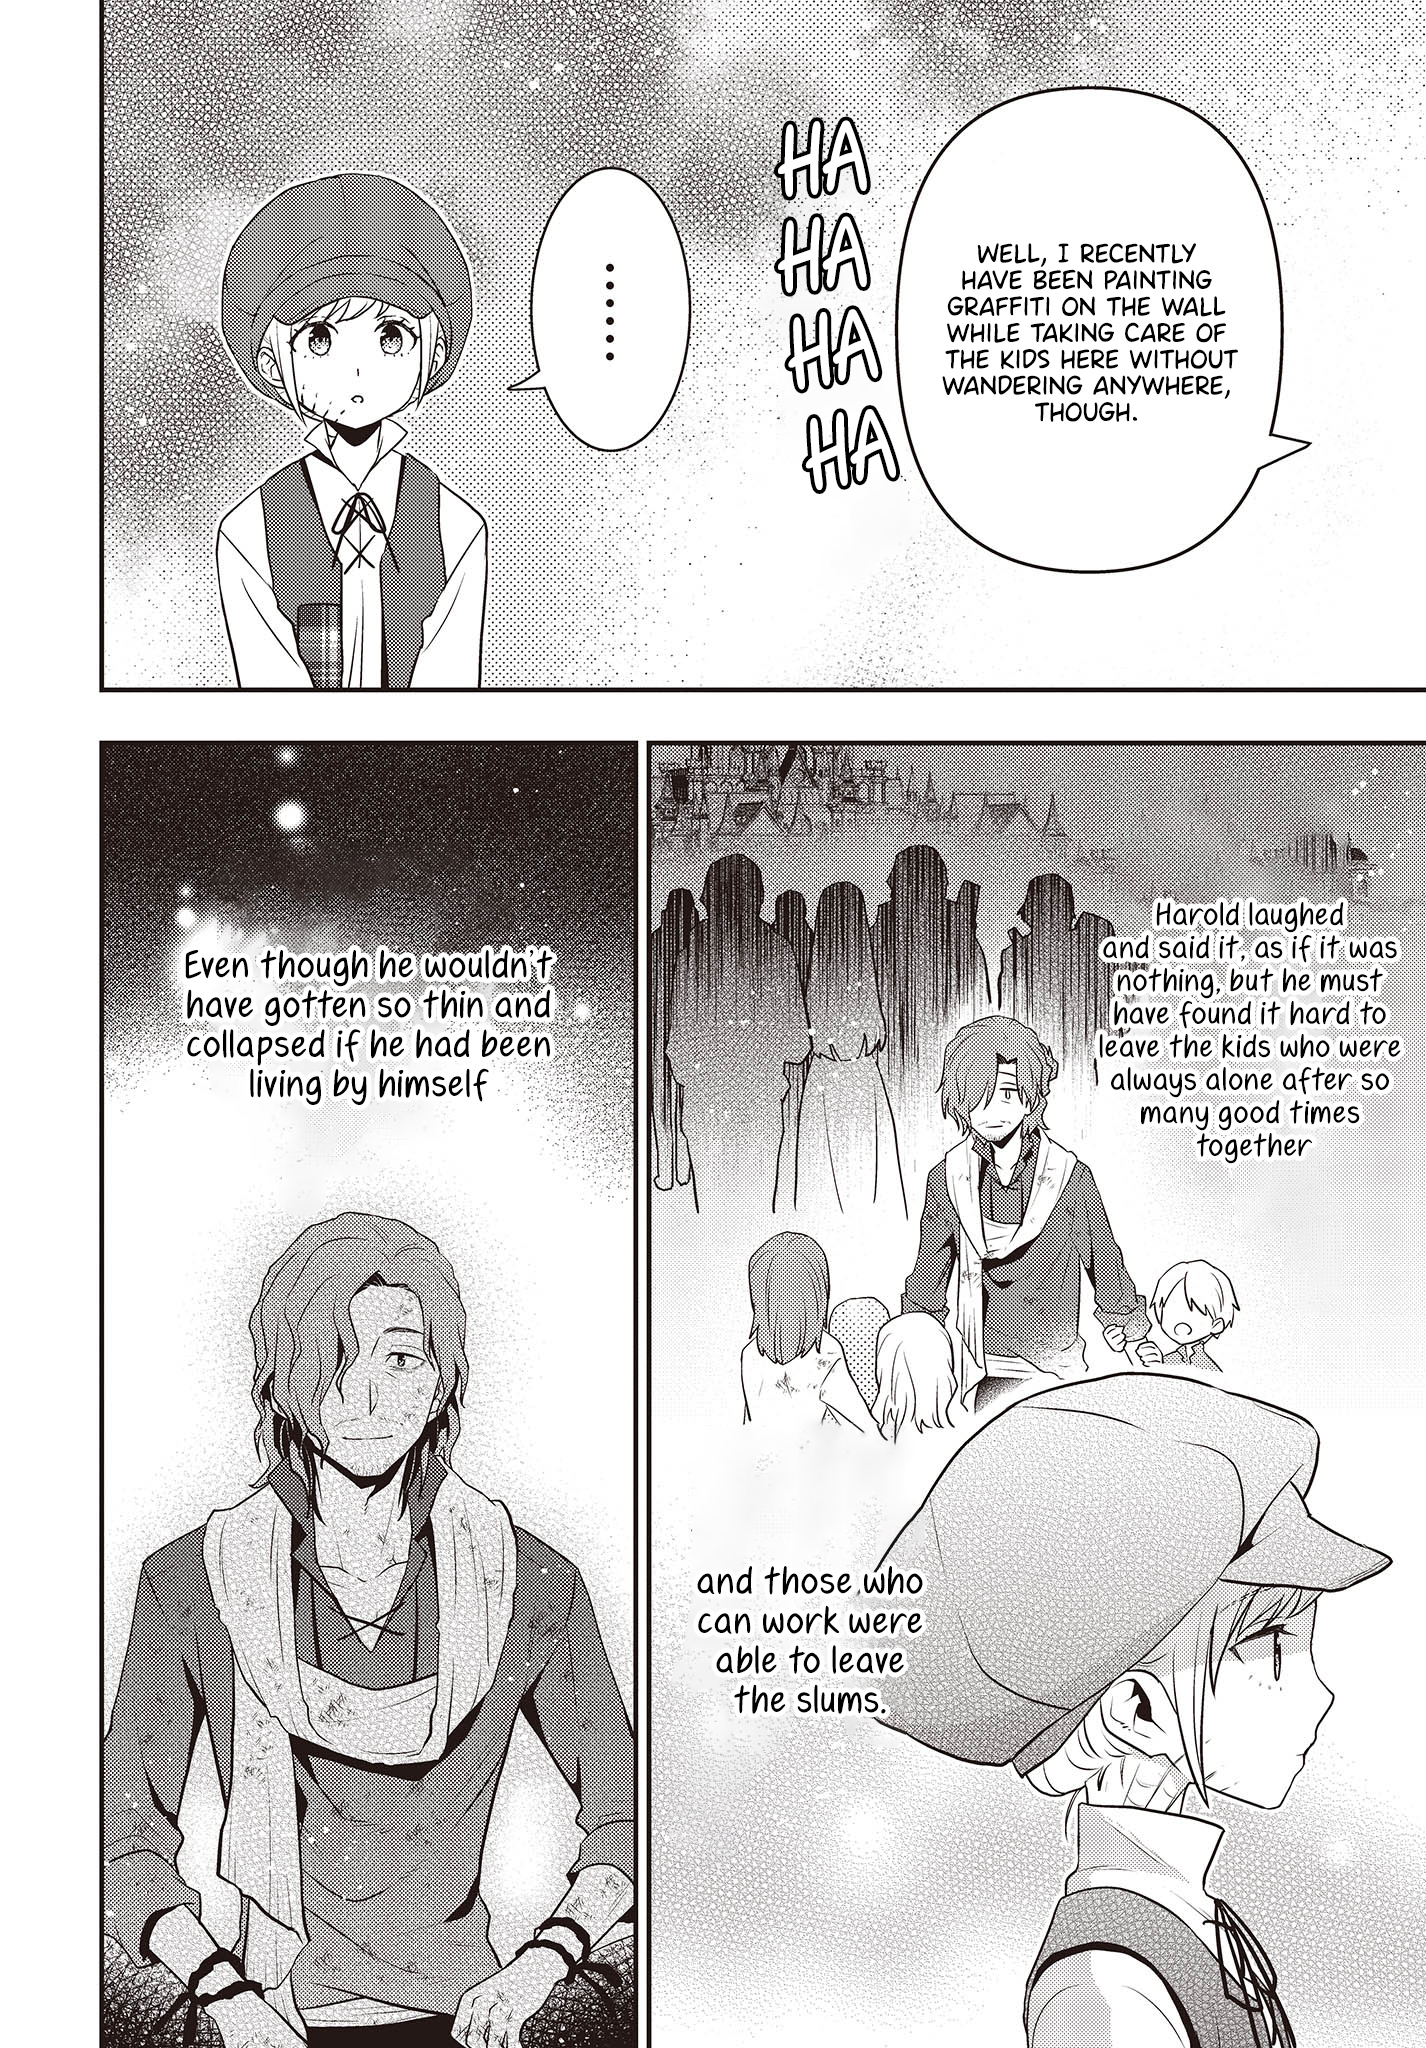 WELL, I RECENTLY
HAVE BEEN PAINTING
GRAFFITI ON THE WALL
WHILE TAKING CARE OF
THE KIDS HERE WITHOUT
WANDERING ANYWHERE,
THOUGH.
HA
HA
HA
HA
........
Harold laughed
and said it, as if it was
nothing, but he must
have found it hard to
leave the kids who were
always alone after so
many good times
together
and those who
can work were
able to leave
the slums.
Even though he wouldn't
have gotten so thin and
collapsed if he had been
living by himself